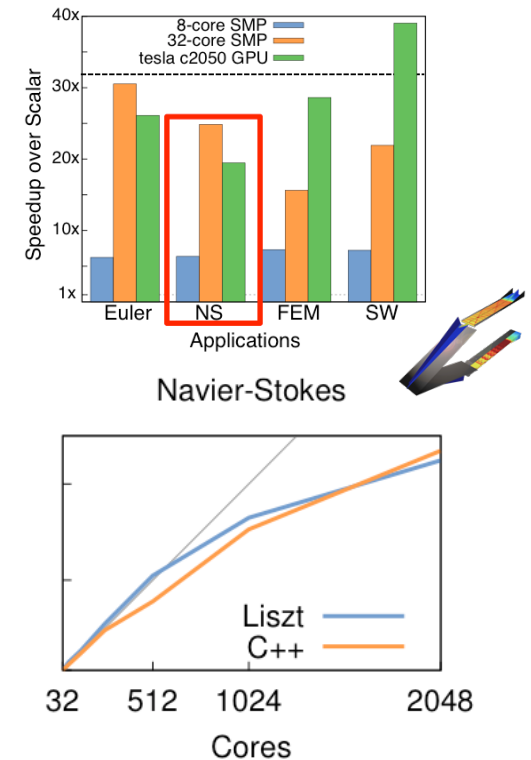 40x
8-core SMP
32-core SMP
tesla c2050 GPU
30x
20x
10x
1x
Speedup over Scalar
Euler NS FEM SW
Applications
Navier-Stokes
Liszt
C++
32 512 1024 2048
Cores